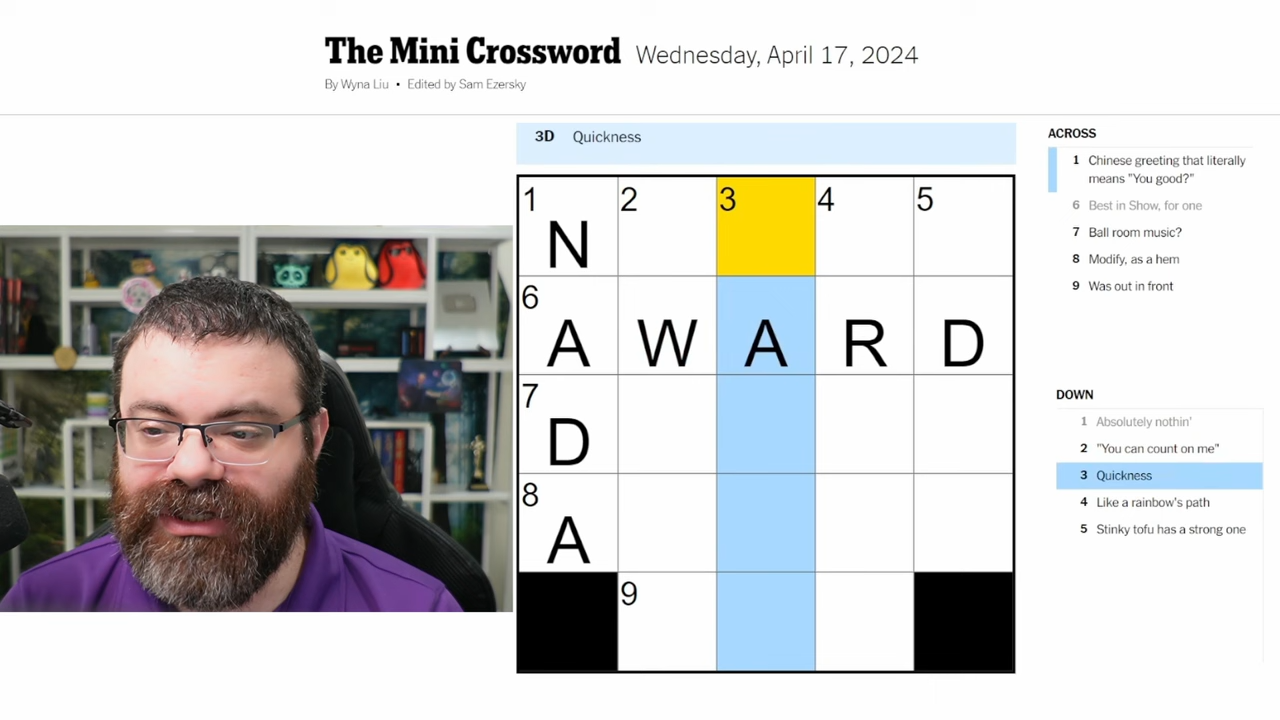 The Mini Crossword Wednesday, April 17, 2024
By Wyna Liu • Edited by Sam Ezersky
3D Quickness
1 2 3 4 5
N
6
A W A R D
7
D
8
A
9
ACROSS
1 Chinese greeting that literally
means "You good?"
6 Best in Show, for one
7 Ball room music?
8 Modify, as a hem
9 Was out in front
DOWN
1 Absolutely nothin'
2 "You can count on me"
3 Quickness
4 Like a rainbow's path
5 Stinky tofu has a strong one